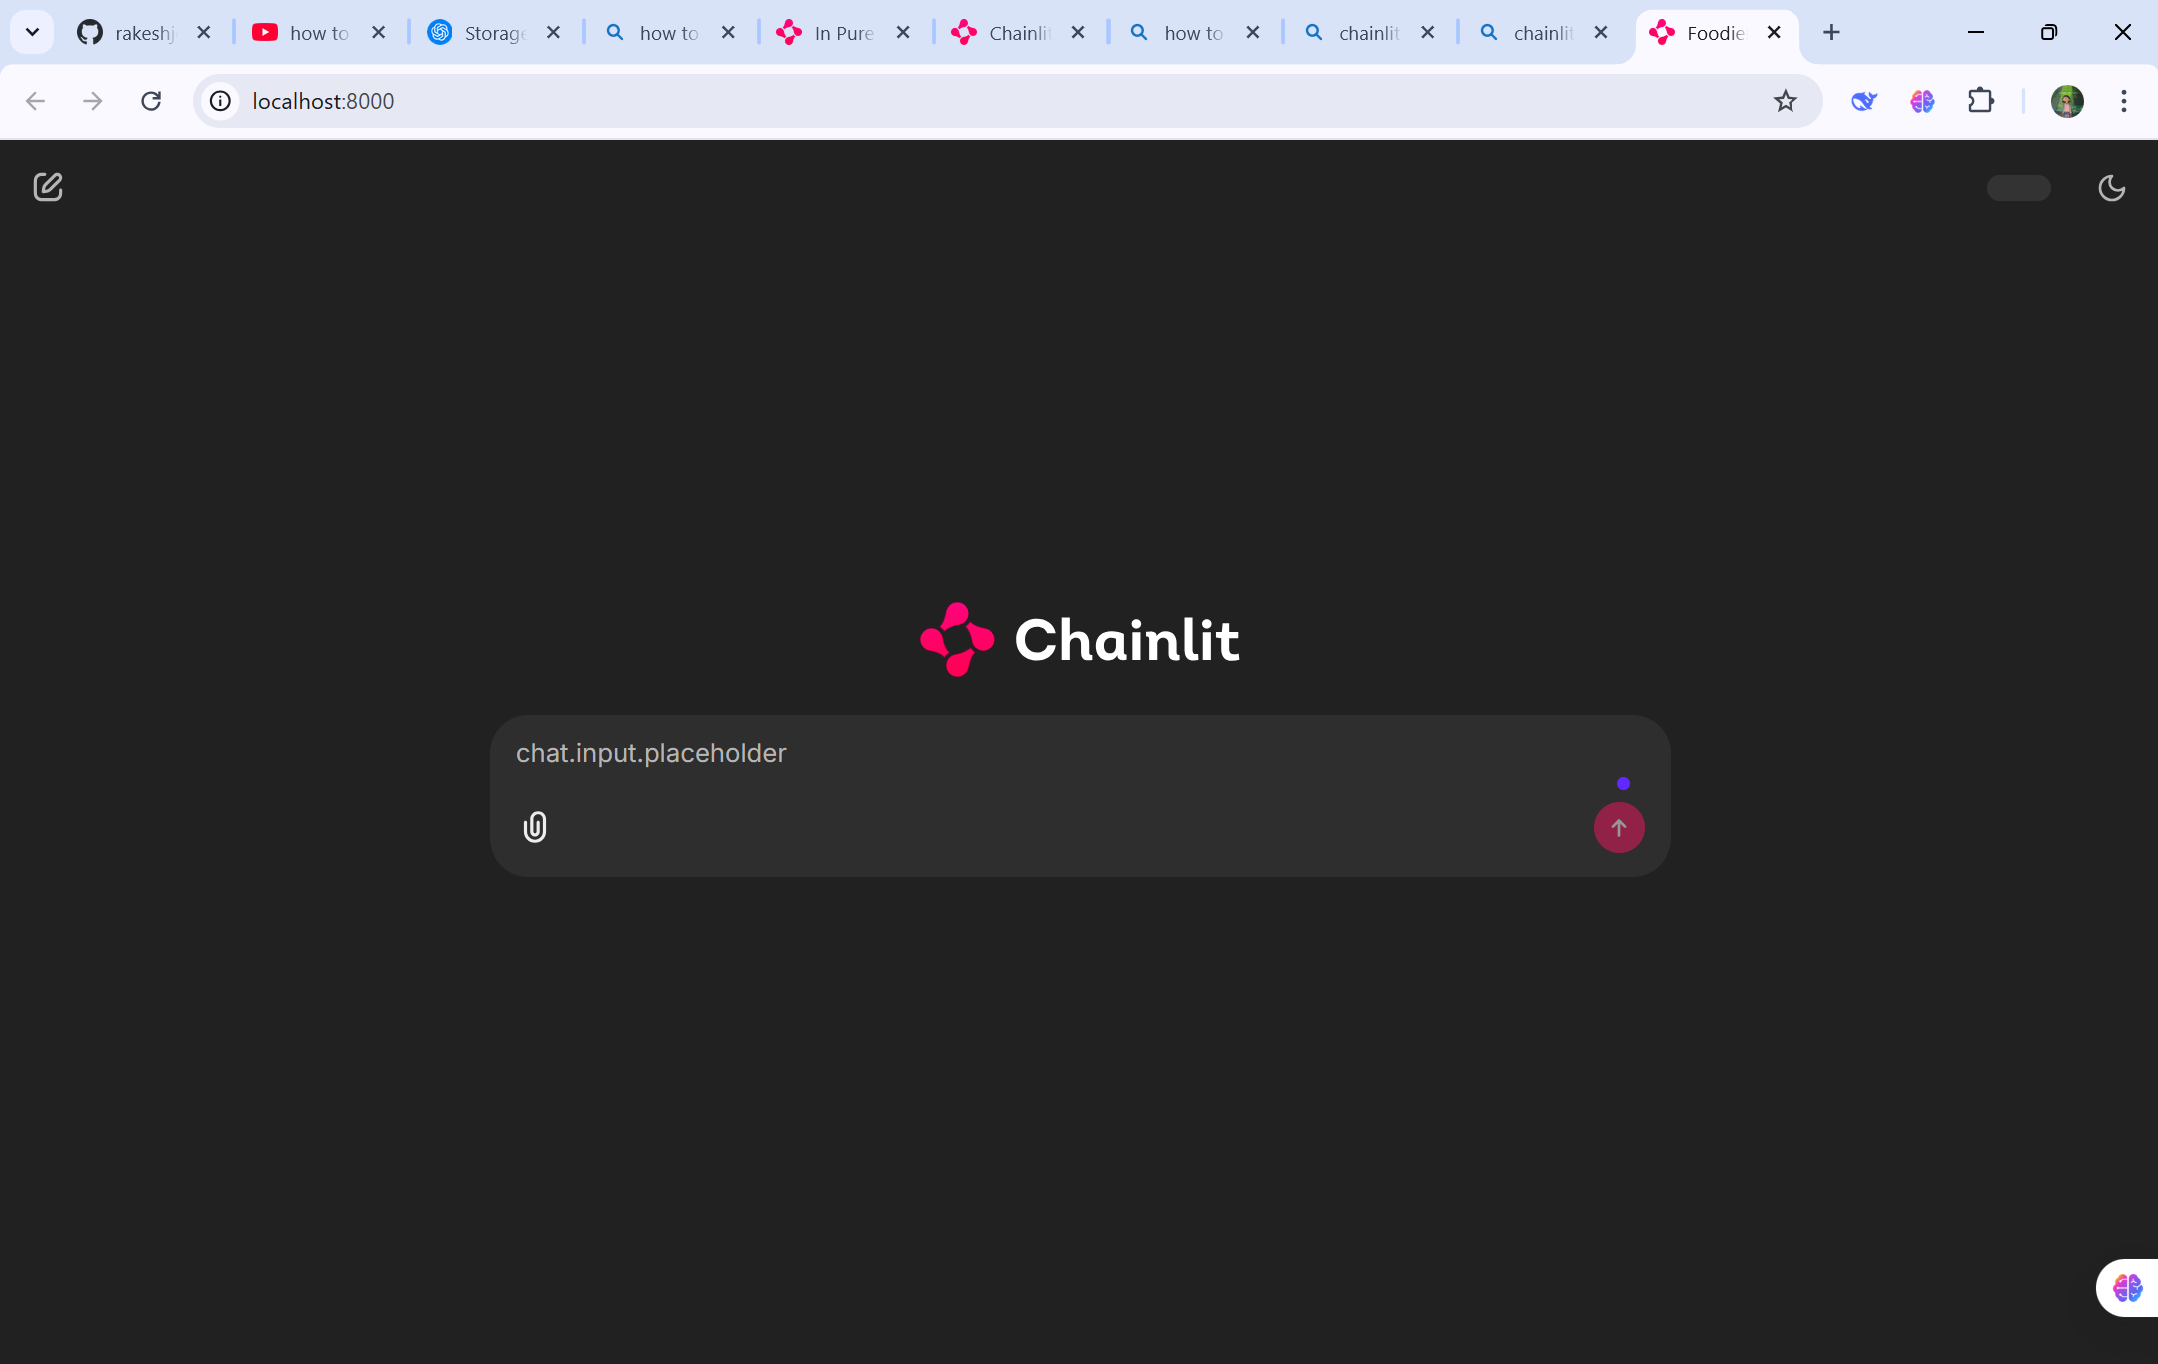 rakeshj
how to
Storage
how to
In Pure
Chainlit
how to
chainlit
chainlit
Foodie
localhost:8000
Chainlit
chat.input.placeholder